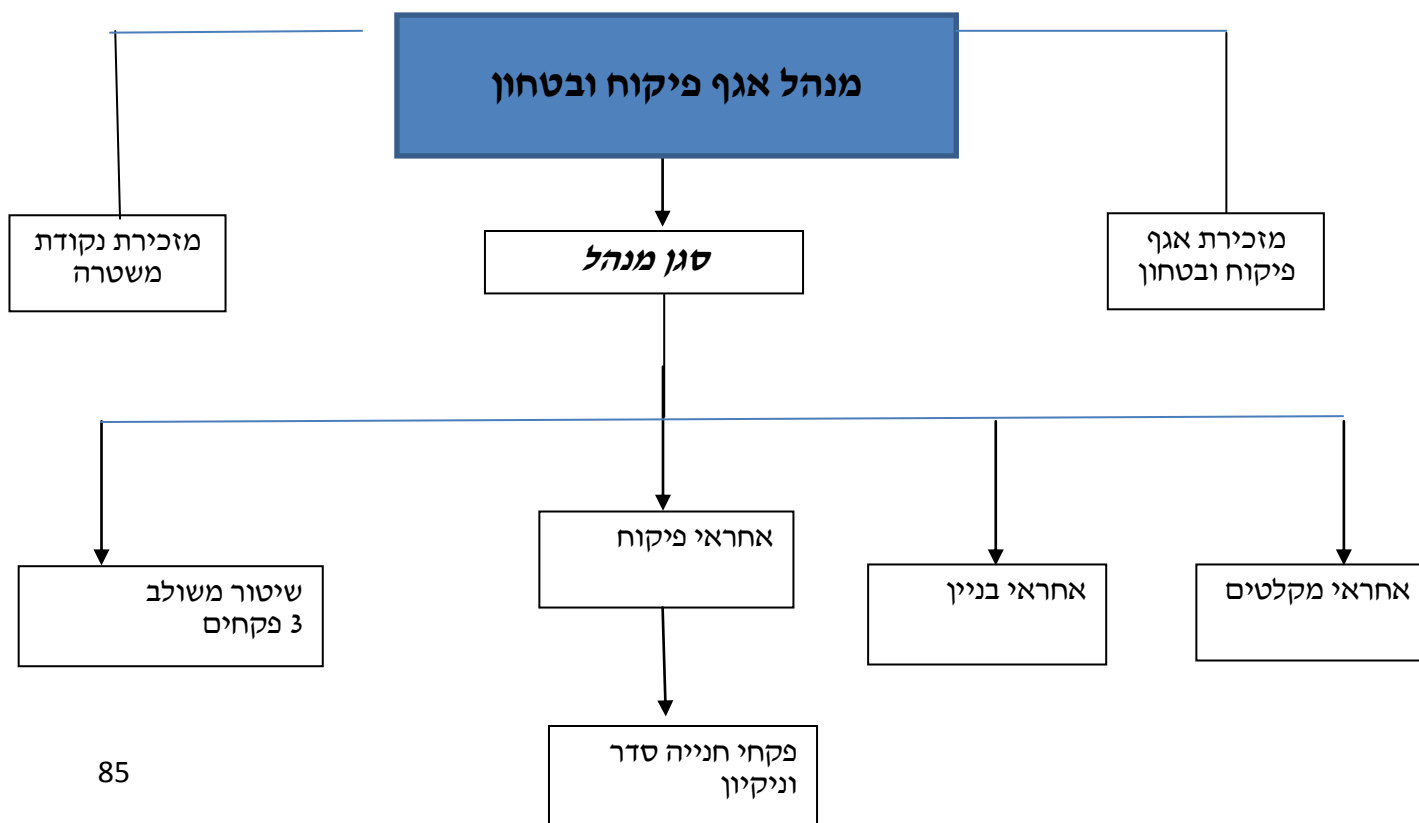 מנהל אגף פיקוח ובטחון
מזכירת אגף
פיקוח ובטחון
סגן מנהל
מזכירת נקודת
משטרה
אחראי מקלטים
אחראי בניין
אחראי פיקוח
שיטור משולב
3 פקחים
פקחי חנייה סדר
וניקיון
85